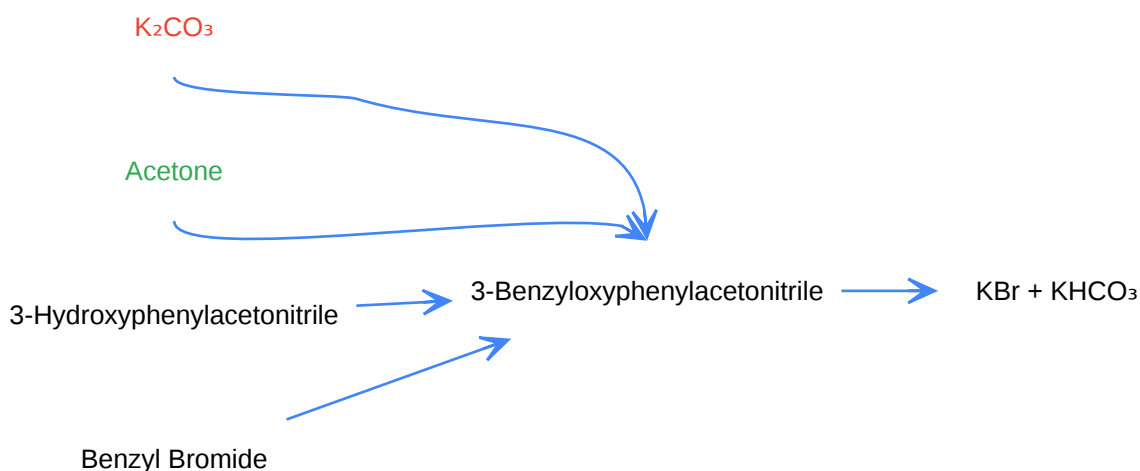 K₂CO₃
Acetone
3-Hydroxyphenylacetonitrile
3-Benzyloxyphenylacetonitrile
KBr + KHCO₃
Benzyl Bromide